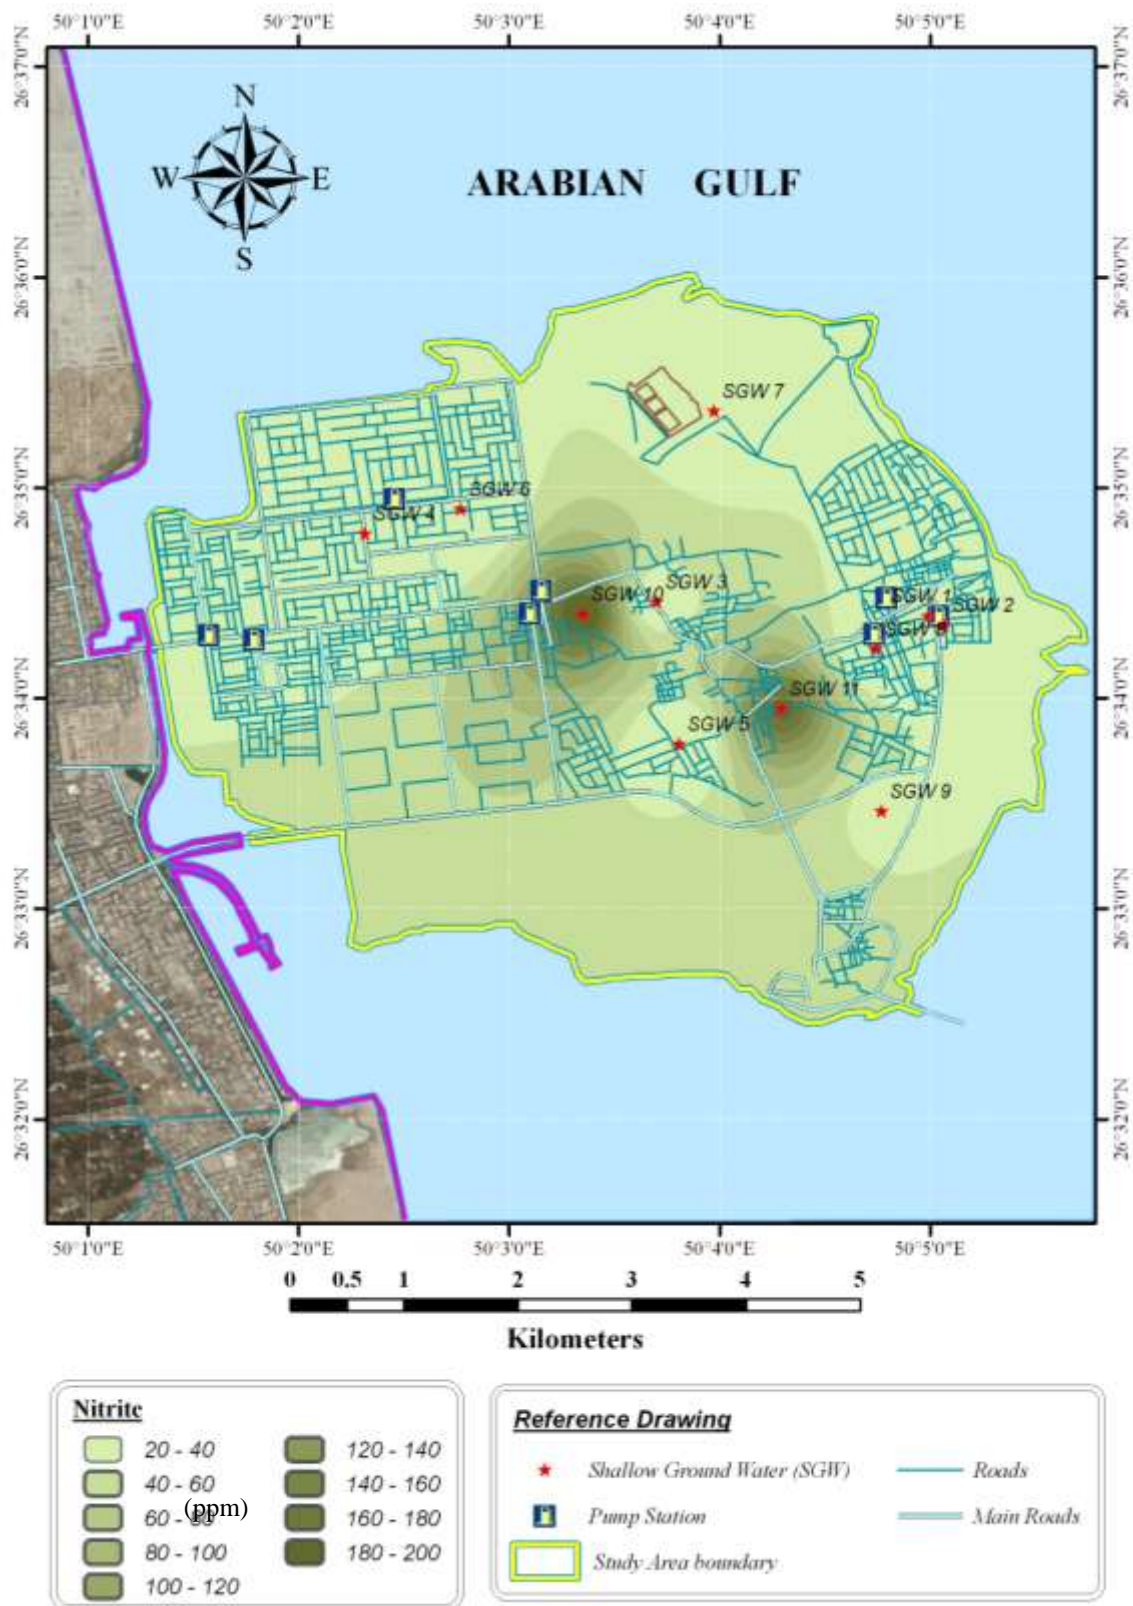 50°1'0"E 50°2'0"E 50°3'0"E 50°4'0"E 50°5'0"E
26°37'0"N 26°37'0"N
N
W E
S
ARABIAN GULF
26°36'0"N 26°36'0"N
SGW 7
26°35'0"N 26°35'0"N
SGW 6
SGW 4
SGW 3
SGW 10
SGW 1
SGW 2
26°34'0"N 26°34'0"N
SGW 11
SGW 5
SGW 9
26°33'0"N 26°33'0"N
26°32'0"N 26°32'0"N
50°1'0"E 50°2'0"E 50°3'0"E 50°4'0"E 50°5'0"E
0 0.5 1 2 3 4 5
Kilometers
Nitrite
20 - 40
40 - 60
60 -
(ppm)
80 - 100
100 - 120
120 - 140
140 - 160
160 - 180
180 - 200
Reference Drawing
Shallow Ground Water (SGW)
Pump Station
Study Area boundary
Roads
Main Roads